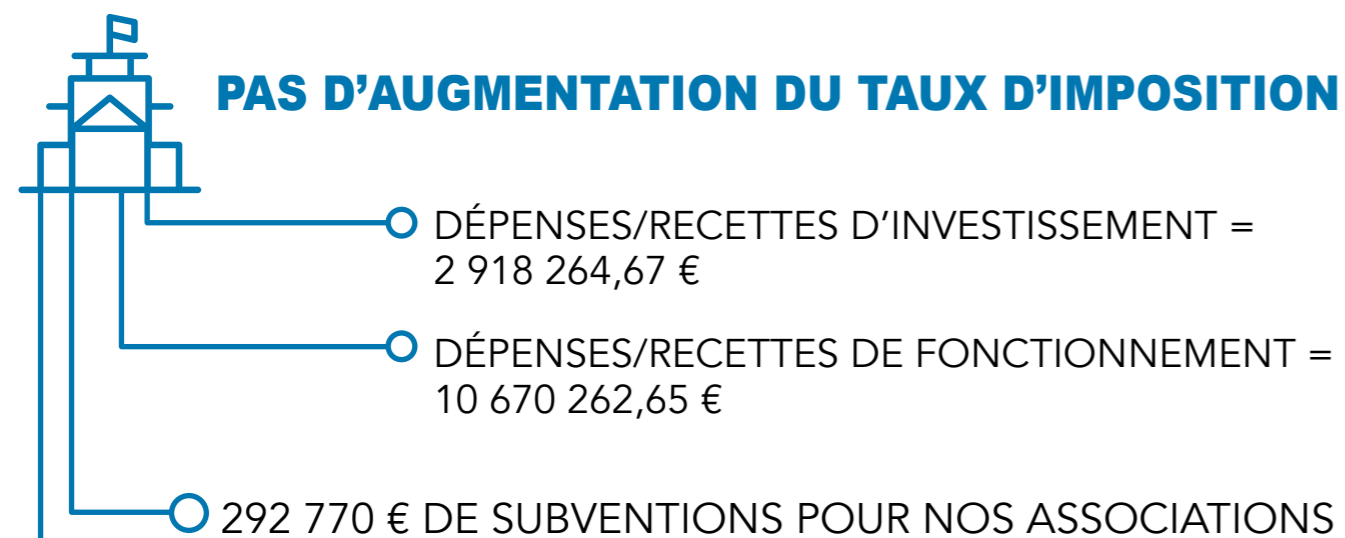 PAS D’AUGMENTATION DU TAUX D’IMPOSITION
DÉPENSES/RECETTES D’INVESTISSEMENT =
2 918 264,67 €
DÉPENSES/RECETTES DE FONCTIONNEMENT =
10 670 262,65 €
292 770 € DE SUBVENTIONS POUR NOS ASSOCIATIONS